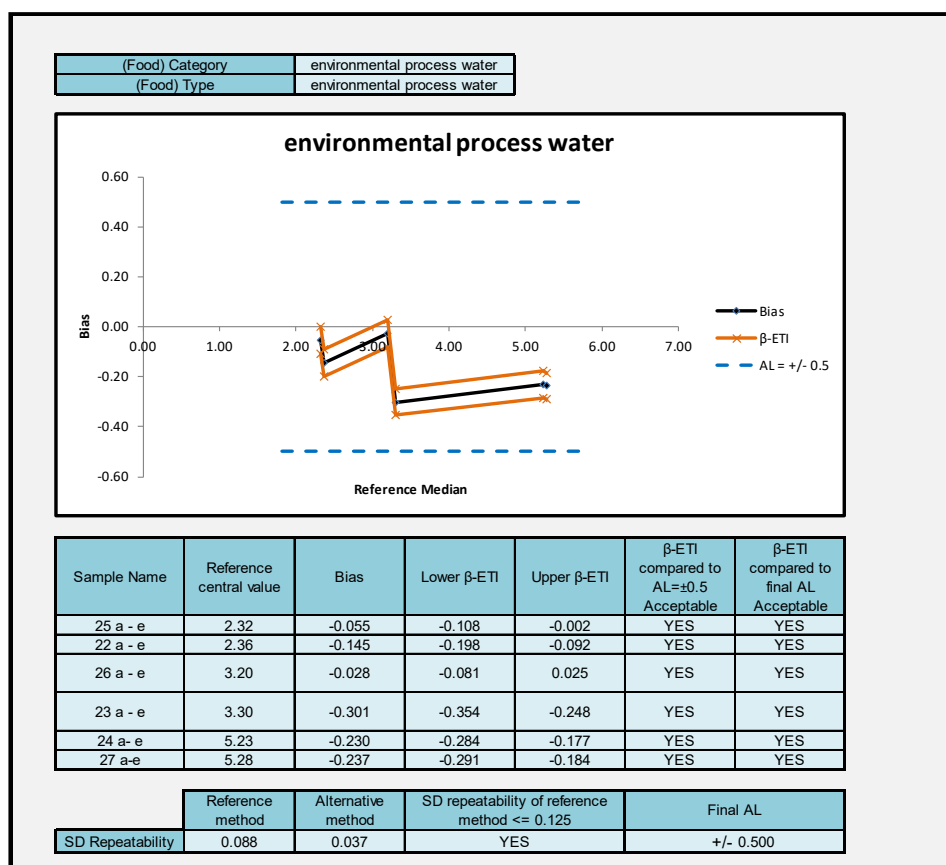 (Food) Category environmental process water
(Food) Type environmental process water
environmental process water
0.60
0.40
0.20
0.00
-0.20
-0.40
-0.60
0.00 1.00 2.00 3.00 4.00 5.00 6.00 7.00
Bias
Reference Median
Bias
β-ETI
AL = +/- 0.5
Sample Name Reference central value Bias Lower β-ETI Upper β-ETI β-ETI compared to AL=±0.5 Acceptable β-ETI compared to final AL Acceptable
25 a - e 2.32 -0.055 -0.108 -0.002 YES YES
22 a - e 2.36 -0.145 -0.198 -0.092 YES YES
26 a - e 3.20 -0.028 -0.081 0.025 YES YES
23 a - e 3.30 -0.301 -0.354 -0.248 YES YES
24 a- e 5.23 -0.230 -0.284 -0.177 YES YES
27 a-e 5.28 -0.237 -0.291 -0.184 YES YES
Reference method Alternative method SD repeatability of reference method <= 0.125 Final AL
SD Repeatability 0.088 0.037 YES +/- 0.500